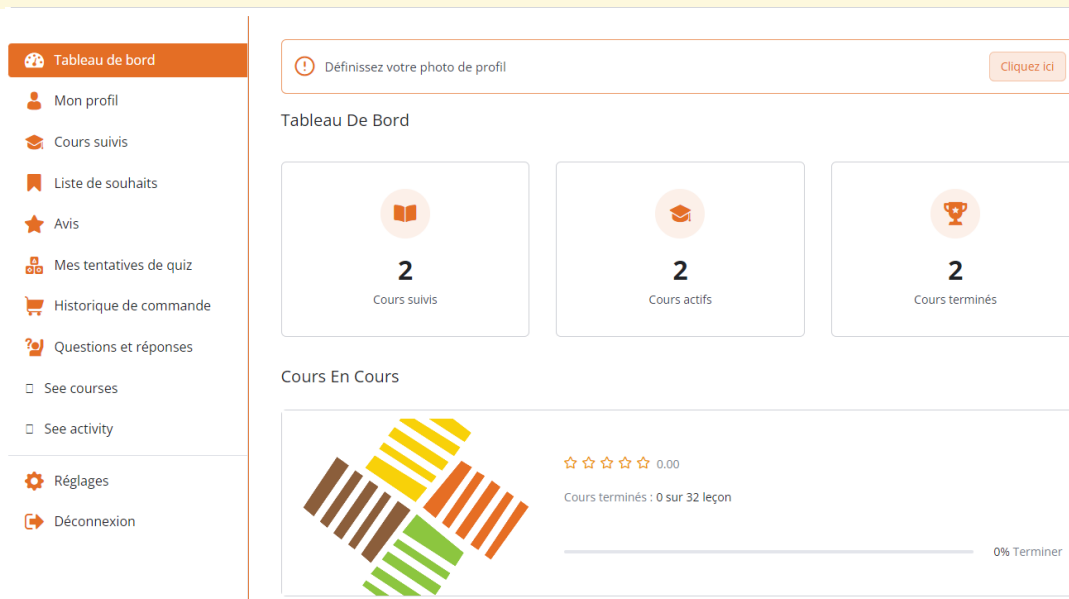 Tableau de bord
Mon profil
Cours suivis
Liste de souhaits
Avis
Mes tentatives de quiz
Historique de commande
Questions et réponses
See courses
See activity
Réglages
Déconnexion
Définissez votre photo de profil
Cliquez ici
Tableau De Bord
2
Cours suivis
2
Cours actifs
2
Cours terminés
Cours En Cours
0.00
Cours terminés : 0 sur 32 leçon
0% Terminer